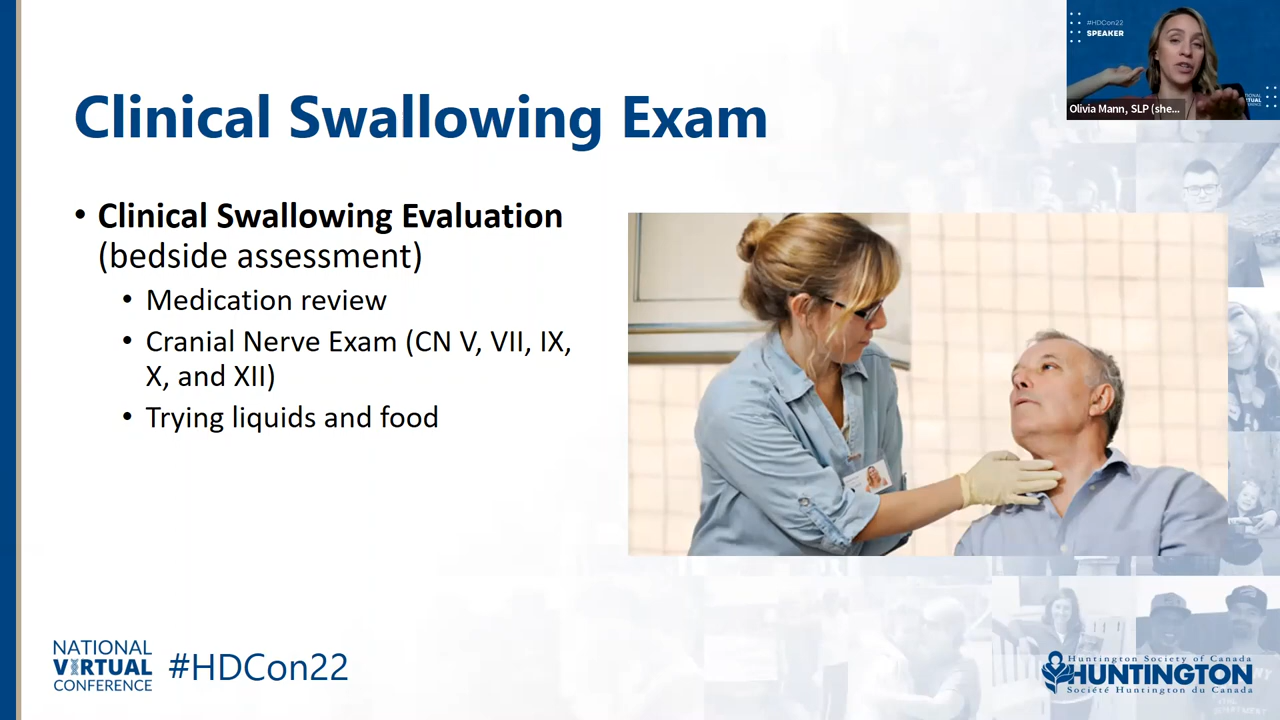 #HDCon22
SPEAKER
Olivia Mann, SLP (she...
Clinical Swallowing Exam
• Clinical Swallowing Evaluation
(bedside assessment)
• Medication review
• Cranial Nerve Exam (CN V, VII, IX,
X, and XII)
• Trying liquids and food
NATIONAL
VIRTUAL
CONFERENCE
#HDCon22
Huntington Society of Canada
HUNTINGTON
Société Huntington du Canada